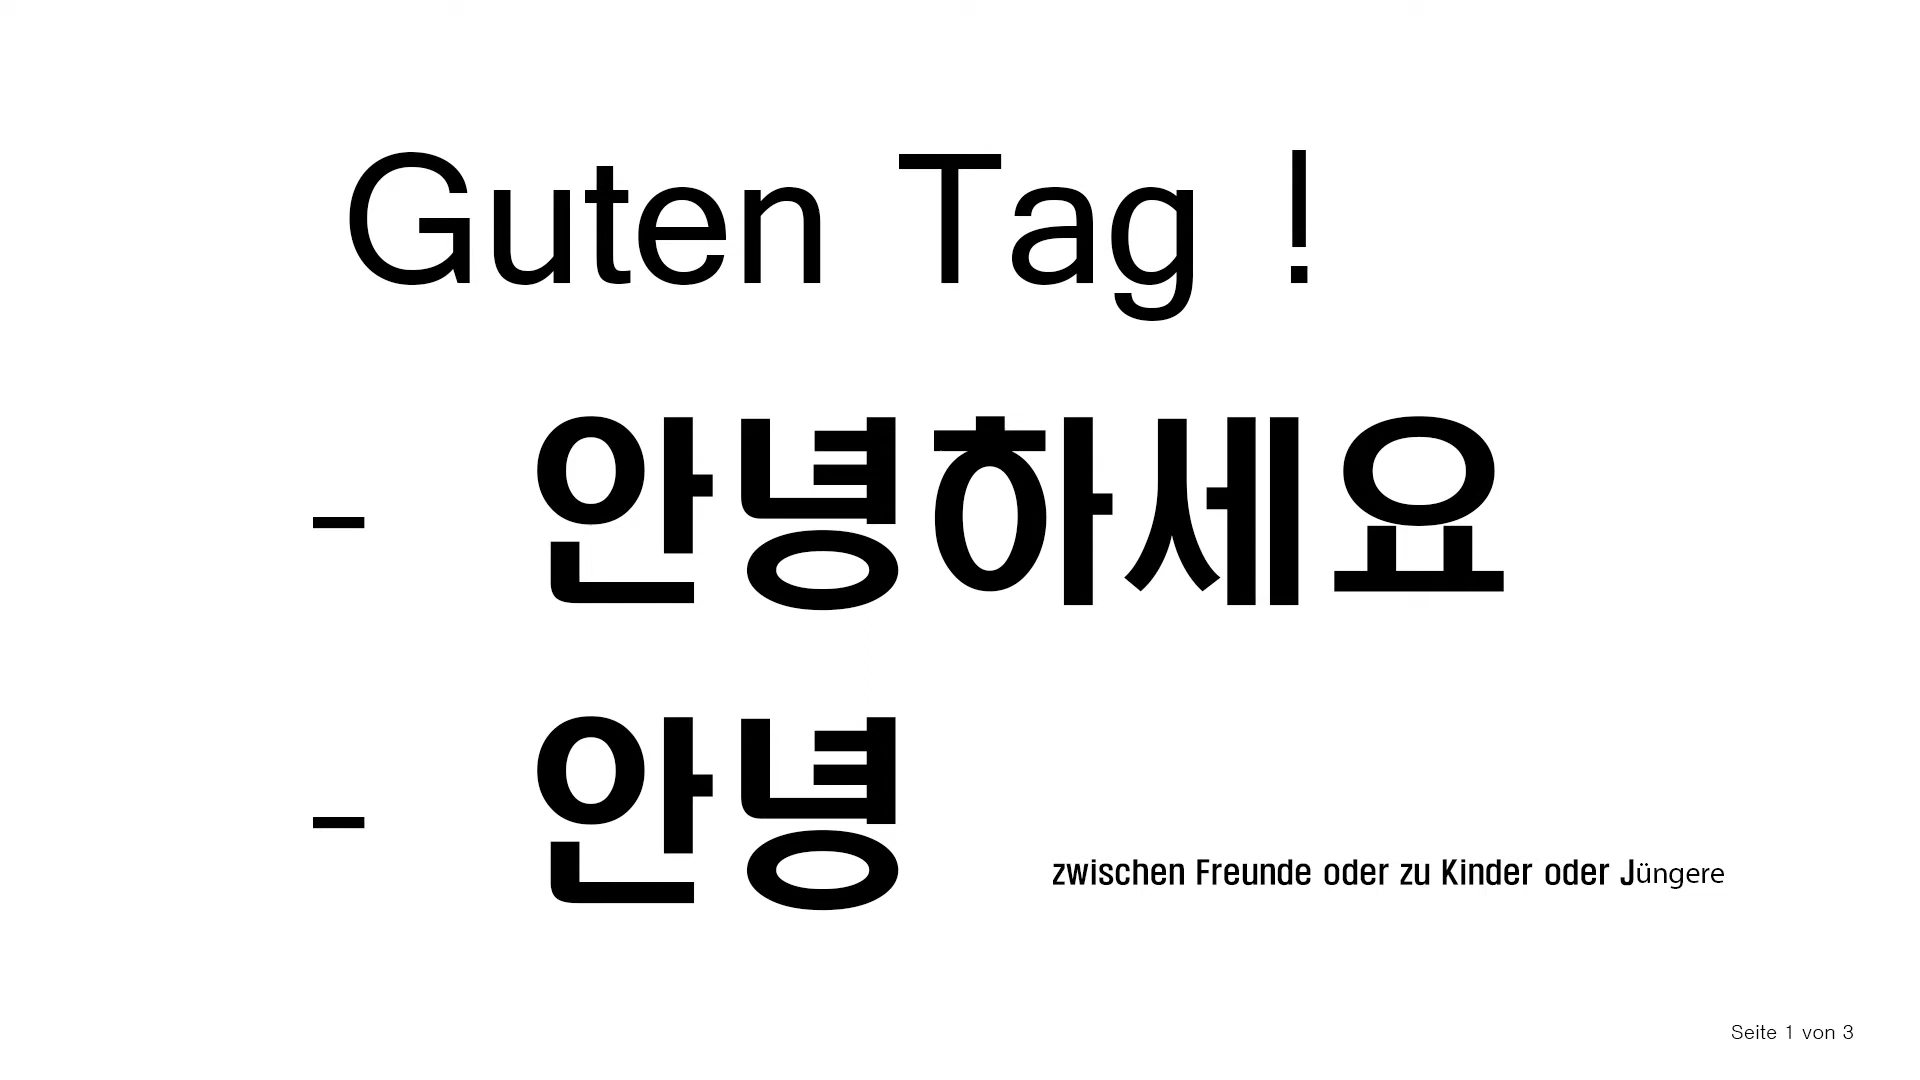 Guten Tag !
- 안녕하세요
- 안녕 zwischen Freunde oder zu Kinder oder Jüngere
Seite 1 von 3